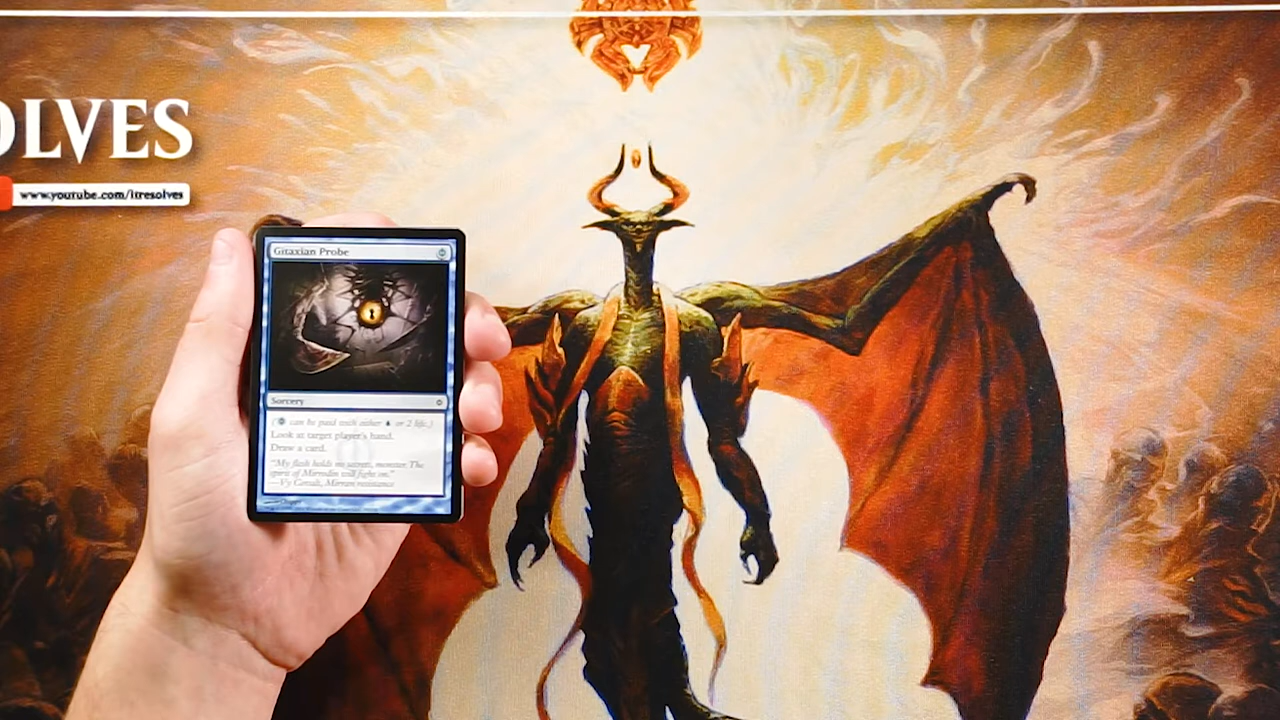 OLVES
www.youtube.com/itresolves
Gitaxian Probe
Sorcery
( can be paid with either or 2 life.)
Look at target player's hand.
Draw a card.
"My flesh holds no secrets, monster. The
spirit of Mirrodin will fight on."
—Vy Covalt, Mirran resistance